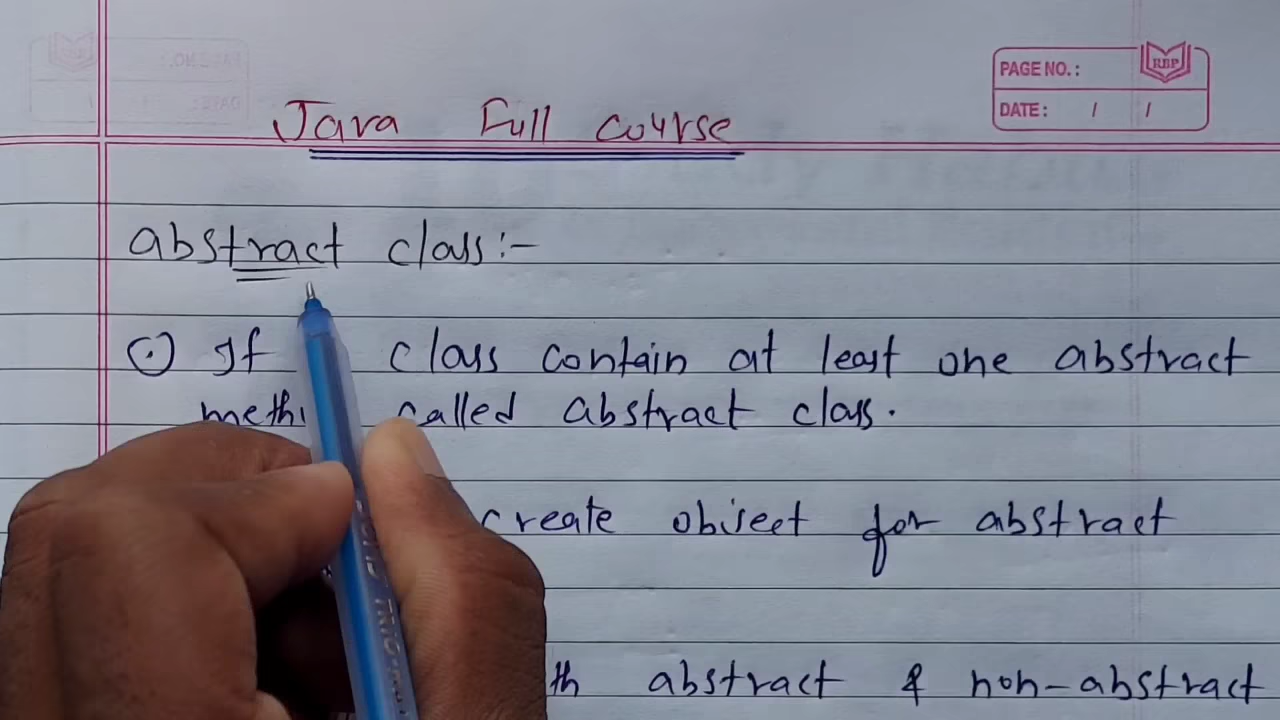 PAGE NO. :
RBP
DATE : / /
Java Full course
abstract class:-
If class contain at least one abstract
called abstract class.
create object for abstract
abstract & non-abstract